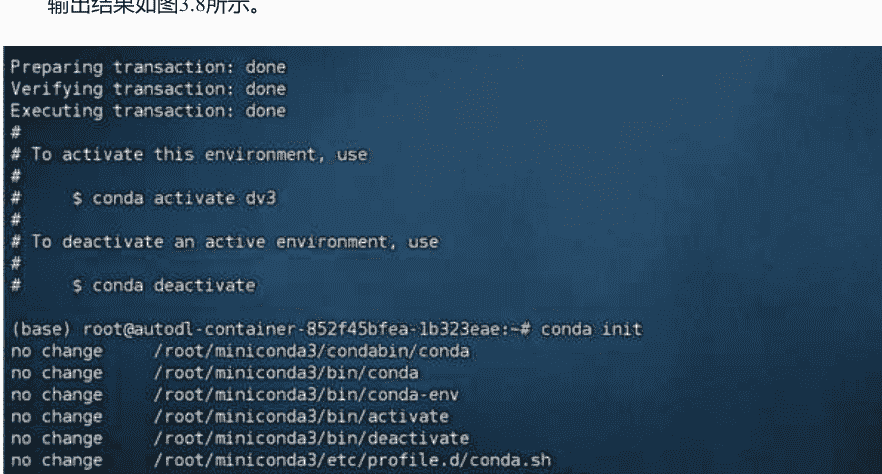 输出结果如图3.8所示。
Preparing transaction: done
Verifying transaction: done
Executing transaction: done
#
# To activate this environment, use
#
#     $ conda activate dv3
#
# To deactivate an active environment, use
#
#     $ conda deactivate
(base) root@autodl-container-852f45bfea-1b323eae:~# conda init
no change     /root/miniconda3/condabin/conda
no change     /root/miniconda3/bin/conda
no change     /root/miniconda3/bin/conda-env
no change     /root/miniconda3/bin/activate
no change     /root/miniconda3/bin/deactivate
no change     /root/miniconda3/etc/profile.d/conda.sh